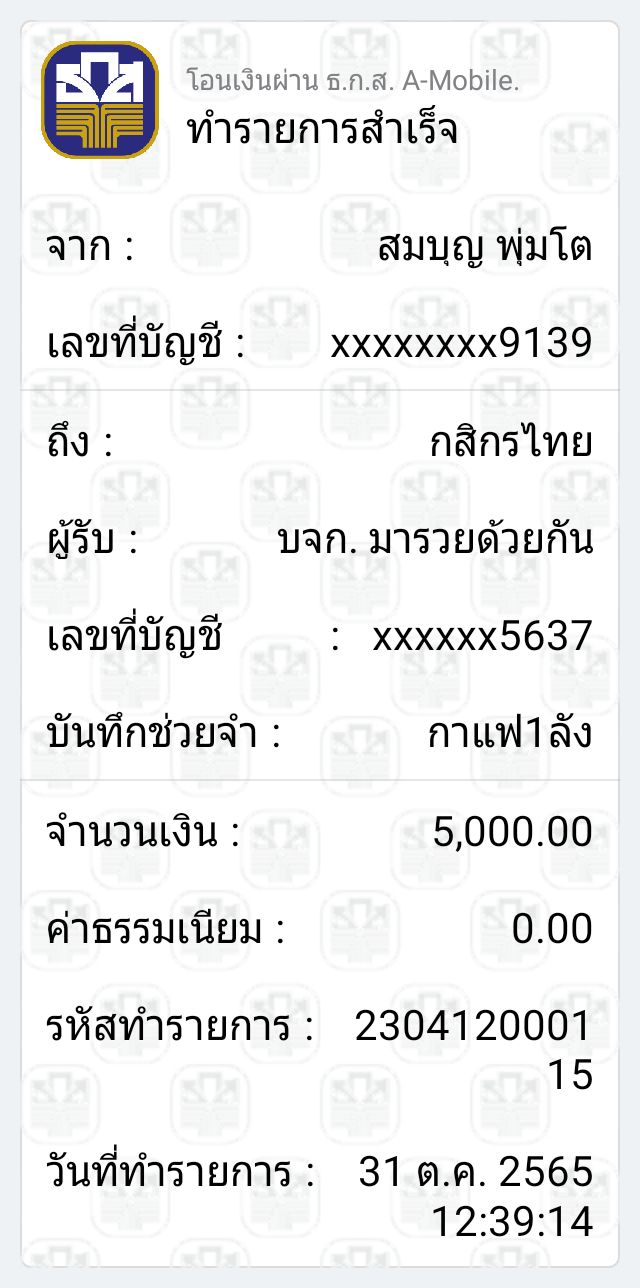 โอนเงินผ่าน ธ.ก.ส. A-Mobile.
ทำรายการสำเร็จ
จาก : สมบุญ พุ่มโต
เลขที่บัญชี : xxxxxxxx9139
ถึง : กสิกรไทย
ผู้รับ : บจก. มารวยด้วยกัน
เลขที่บัญชี : xxxxxx5637
บันทึกช่วยจำ : กาแฟ1ลัง
จำนวนเงิน : 5,000.00
ค่าธรรมเนียม : 0.00
รหัสทำรายการ : 2304120001
15
วันที่ทำรายการ : 31 ต.ค. 2565
12:39:14